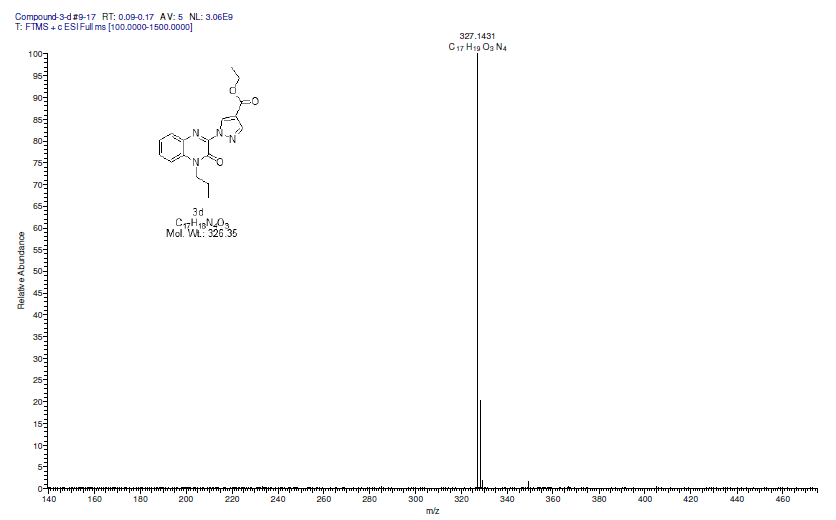 Compound-3-d #9-17 RT: 0.09-0.17 AV: 5 NL: 3.06E9
T: FTMS + c ESI Full ms [100.0000-1500.0000]
327.1431
C17 H19 O3 N4
100
95
90
85
80
75
70
65
60
55
50
45
40
35
30
25
20
15
10
5
0
Relative Abundance
O
O
N
N
N
N
O
3d
C17H18N4O3
Mol. Wt.: 326.35
140 160 180 200 220 240 260 280 300 320 340 360 380 400 420 440 460
m/z